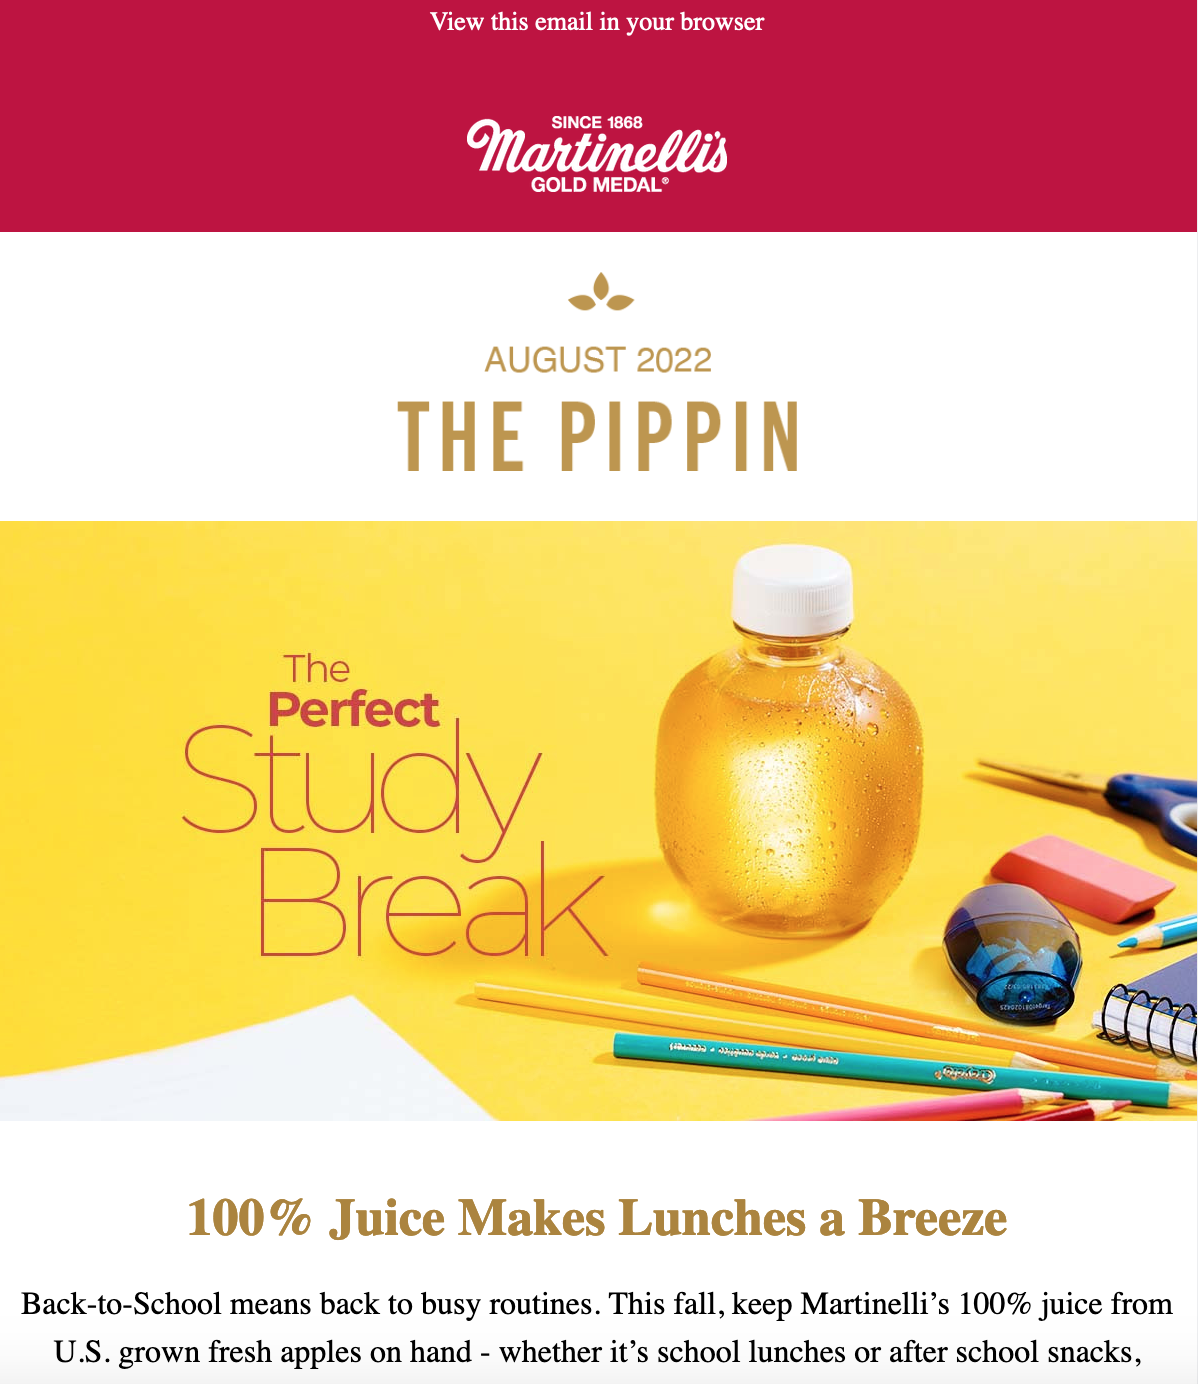 View this email in your browser
SINCE 1868
Martinelli's
GOLD MEDAL®
AUGUST 2022
THE PIPPIN
The
Perfect
Study
Break
100% Juice Makes Lunches a Breeze
Back-to-School means back to busy routines. This fall, keep Martinelli’s 100% juice from
U.S. grown fresh apples on hand - whether it’s school lunches or after school snacks,